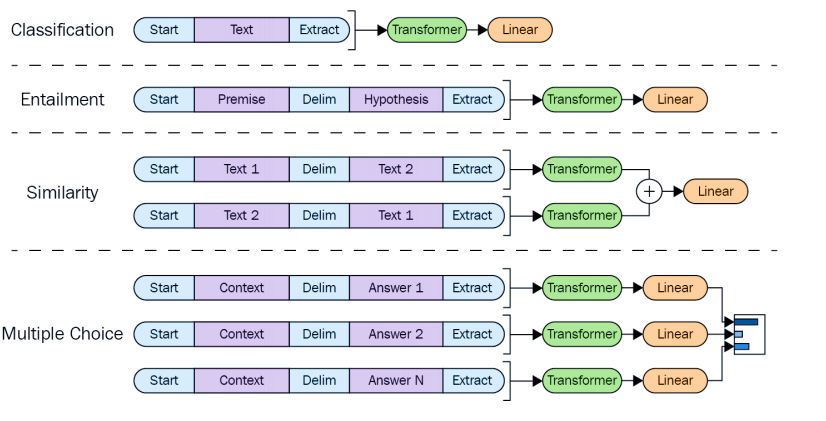 Classification Start Text Extract Transformer Linear
Entailment Start Premise Delim Hypothesis Extract Transformer Linear
Similarity
Start Text 1 Delim Text 2 Extract Transformer
+ Linear
Start Text 2 Delim Text 1 Extract Transformer
Multiple Choice
Start Context Delim Answer 1 Extract Transformer Linear
Start Context Delim Answer 2 Extract Transformer Linear
Start Context Delim Answer N Extract Transformer Linear